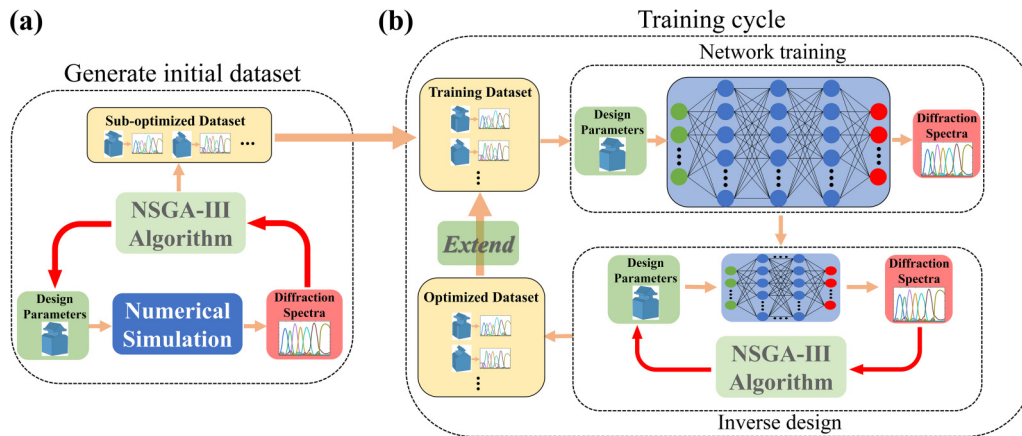 (a)
Generate initial dataset
Sub-optimized Dataset
...
NSGA-III
Algorithm
Design
Parameters
Numerical
Simulation
Diffraction
Spectra
(b)
Training cycle
Network training
Training Dataset
Design
Parameters
Diffraction
Spectra
Extend
Optimized Dataset
Design
Parameters
Diffraction
Spectra
NSGA-III
Algorithm
Inverse design